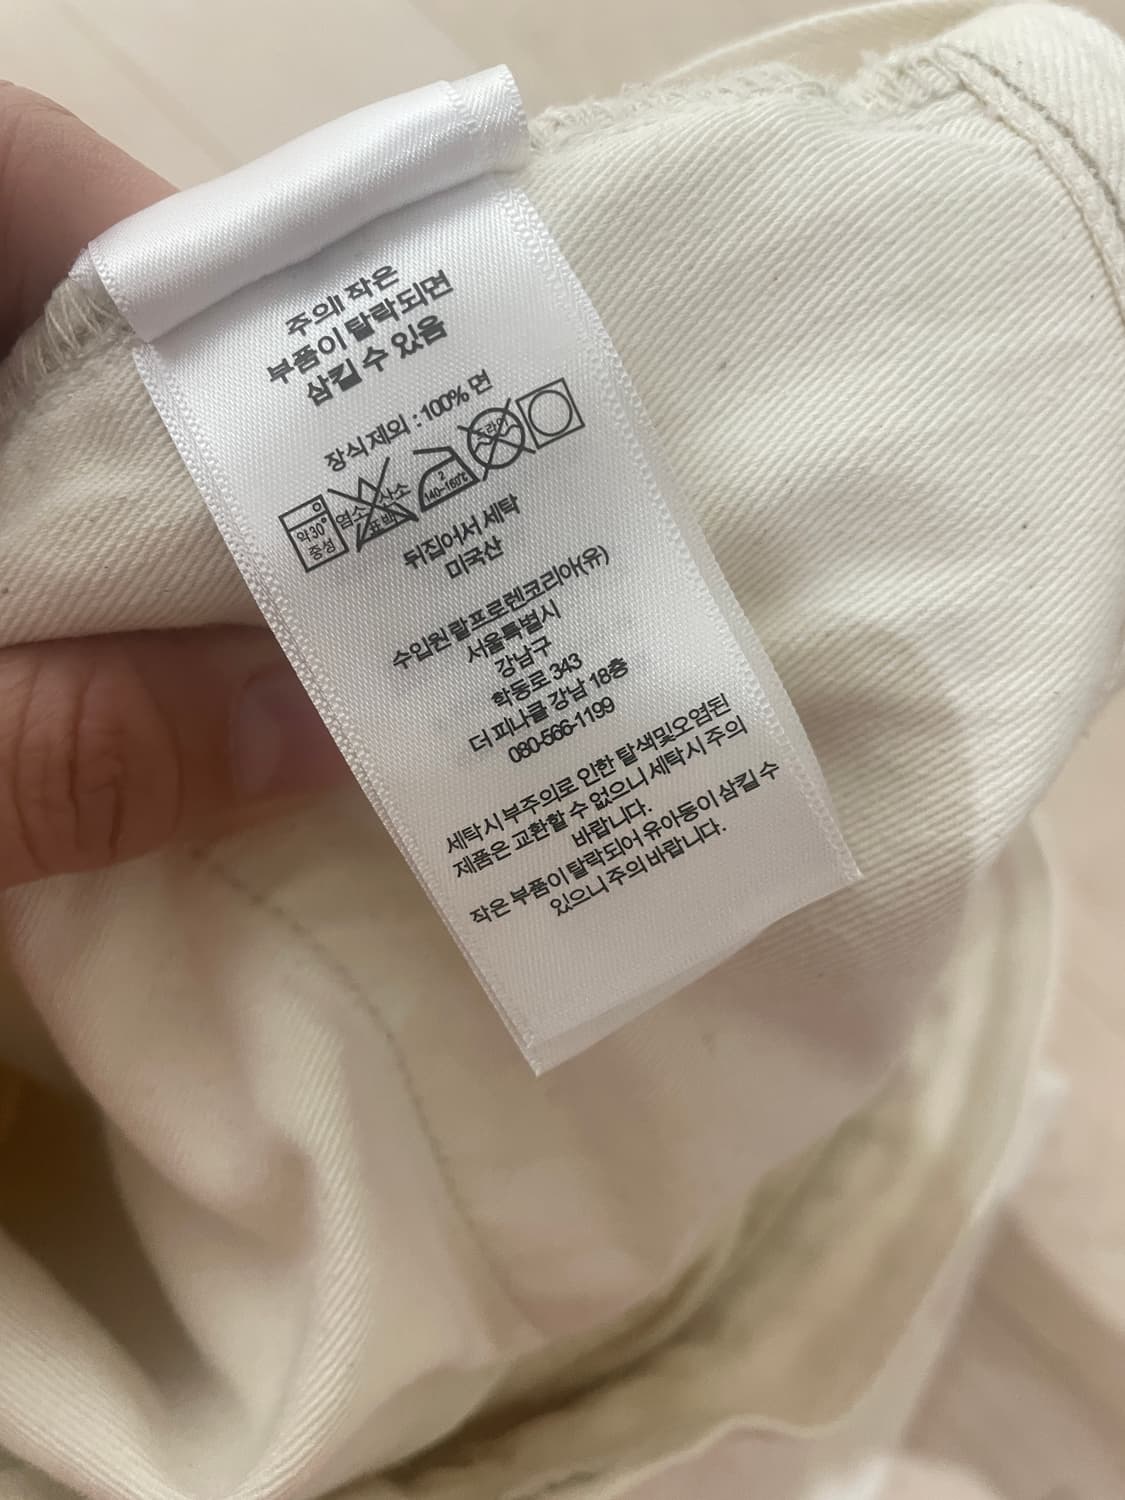 주의! 작은
부품이 탈락되면
삼킬 수 있음
장식제외 : 100% 면
약30° 중성 염소 산소 표백 2 140~160℃ 드라이
뒤집어서 세탁
미국산
수입원 랄프로렌코리아(유)
서울특별시
강남구
학동로 343
더 피나클 강남 18층
080-566-1199
세탁시 부주의로 인한 탈색및오염된
제품은 교환할 수 없으니 세탁시 주의
바랍니다.
작은 부품이 탈락되어 유아동이 삼킬 수
있으니 주의 바랍니다.